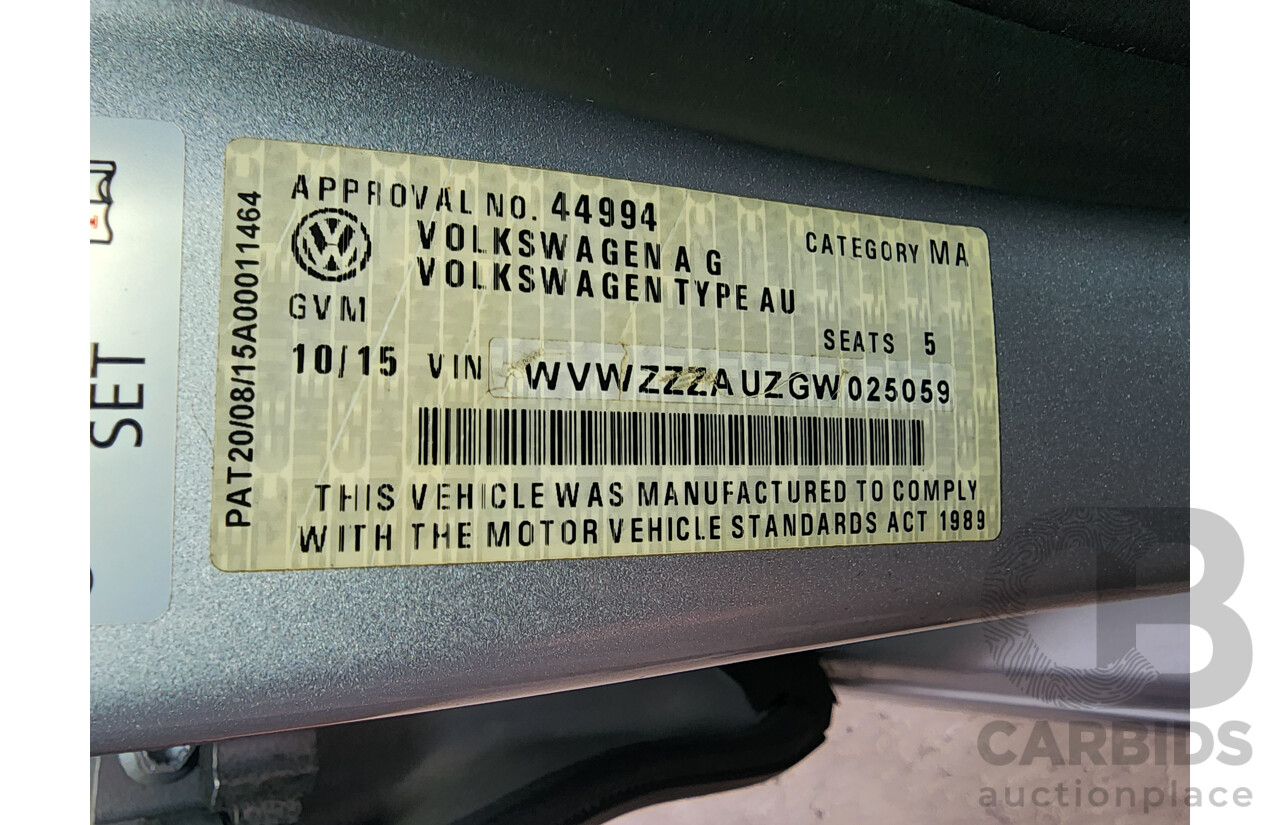 APPROVAL NO. 44994
VOLKSWAGEN A G
CATEGORY MA
VOLKSWAGEN TYPE AU
GVM
SEATS 5
10/15 VIN WVWZZZAUZGW025059
THIS VEHICLE WAS MANUFACTURED TO COMPLY
WITH THE MOTOR VEHICLE STANDARDS ACT 1989
PAT20/08/15A00011464
SET
CB
CARBIDS
auctionplace